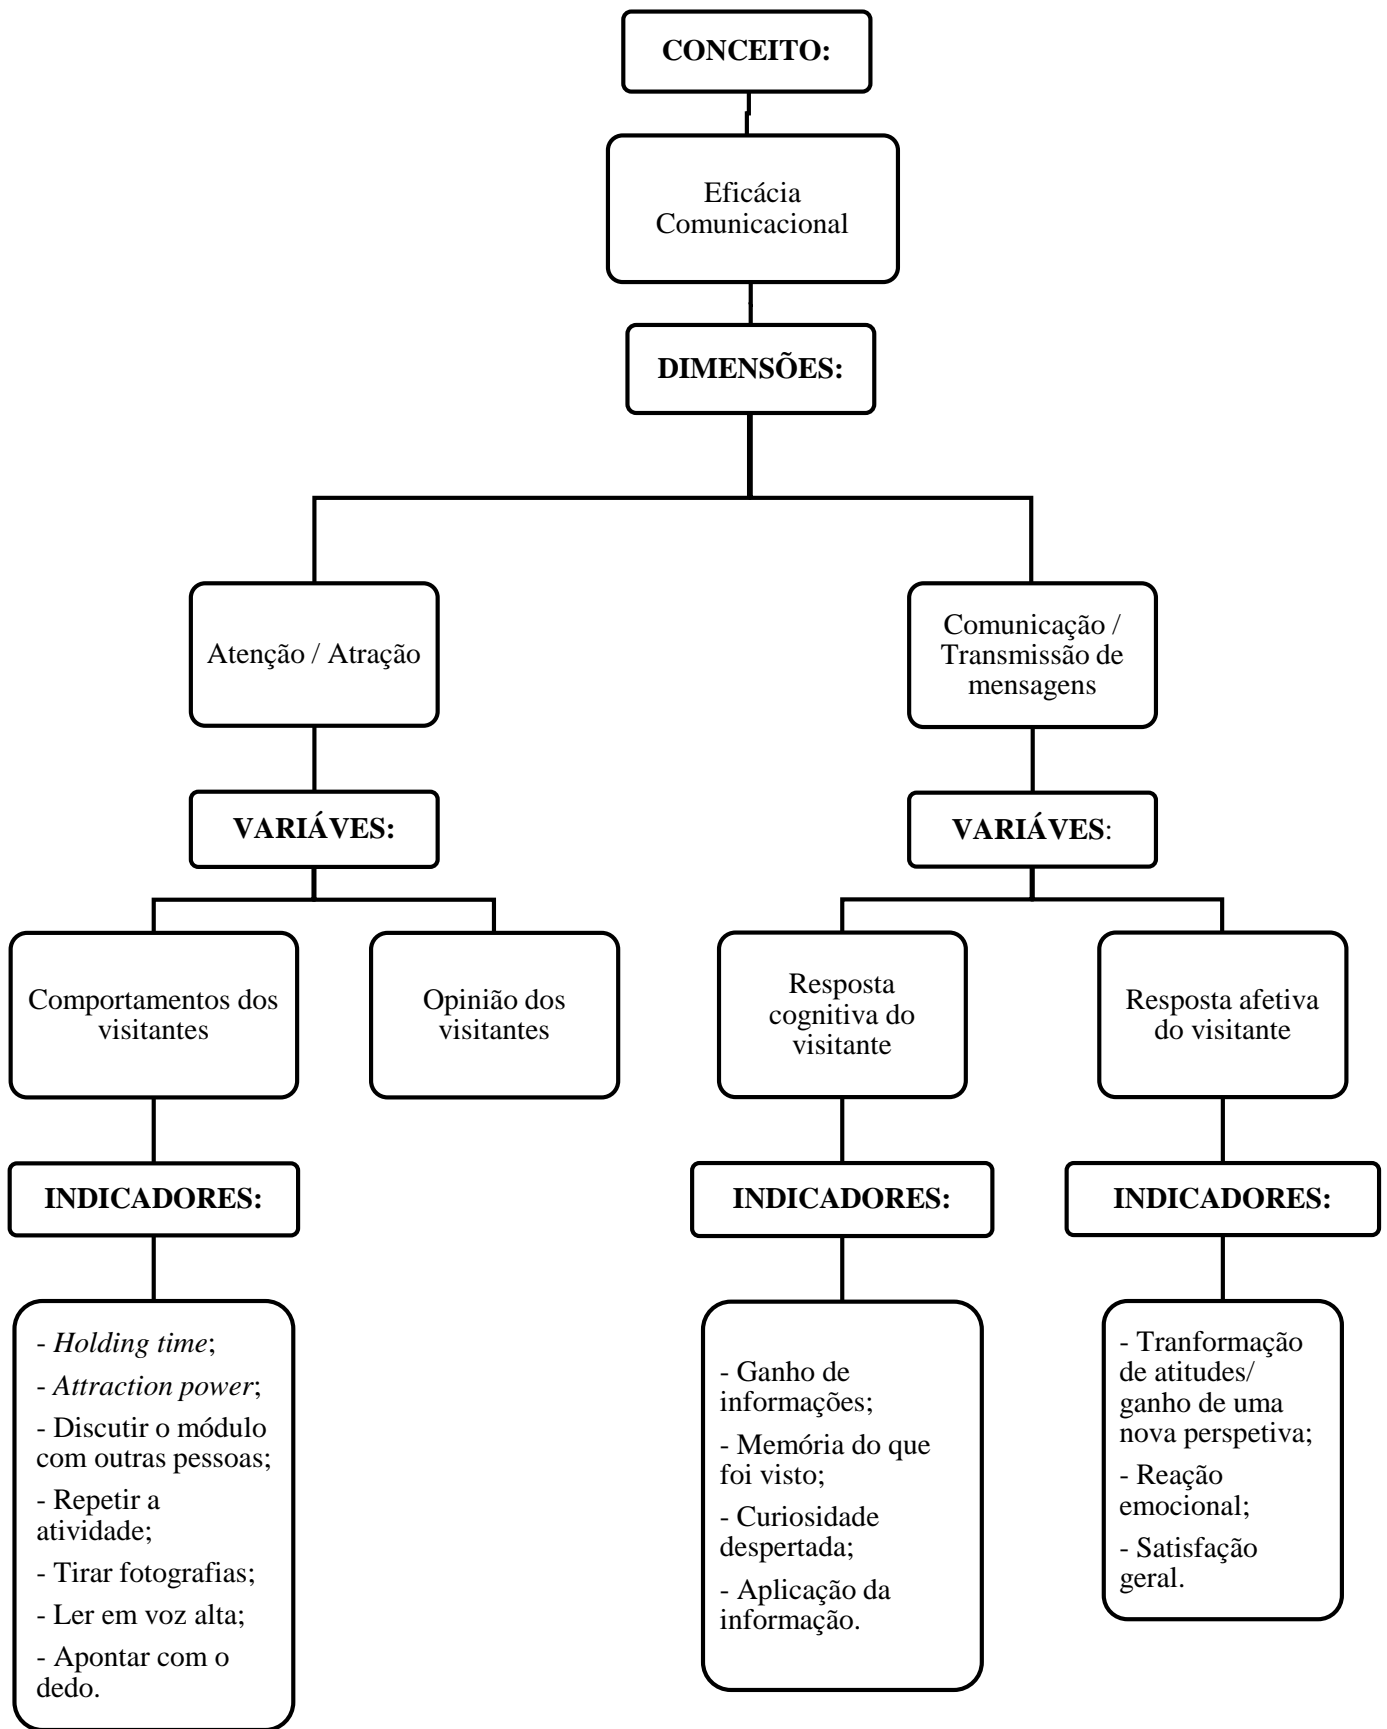 CONCEITO:
Eficácia
Comunicacional
DIMENSÕES:
Atenção / Atração
Comunicação /
Transmissão de
mensagens
VARIÁVES:
VARIÁVES:
Comportamentos dos
visitantes
Opinião dos
visitantes
Resposta
cognitiva do
visitante
Resposta afetiva
do visitante
INDICADORES:
INDICADORES:
INDICADORES:
- Holding time;
- Attraction power;
- Discutir o módulo
com outras pessoas;
- Repetir a
atividade;
- Tirar fotografias;
- Ler em voz alta;
- Apontar com o
dedo.
- Ganho de
informações;
- Memória do que
foi visto;
- Curiosidade
despertada;
- Aplicação da
informação.
- Tranformação
de atitudes/
ganho de uma
nova perspetiva;
- Reação
emocional;
- Satisfação
geral.